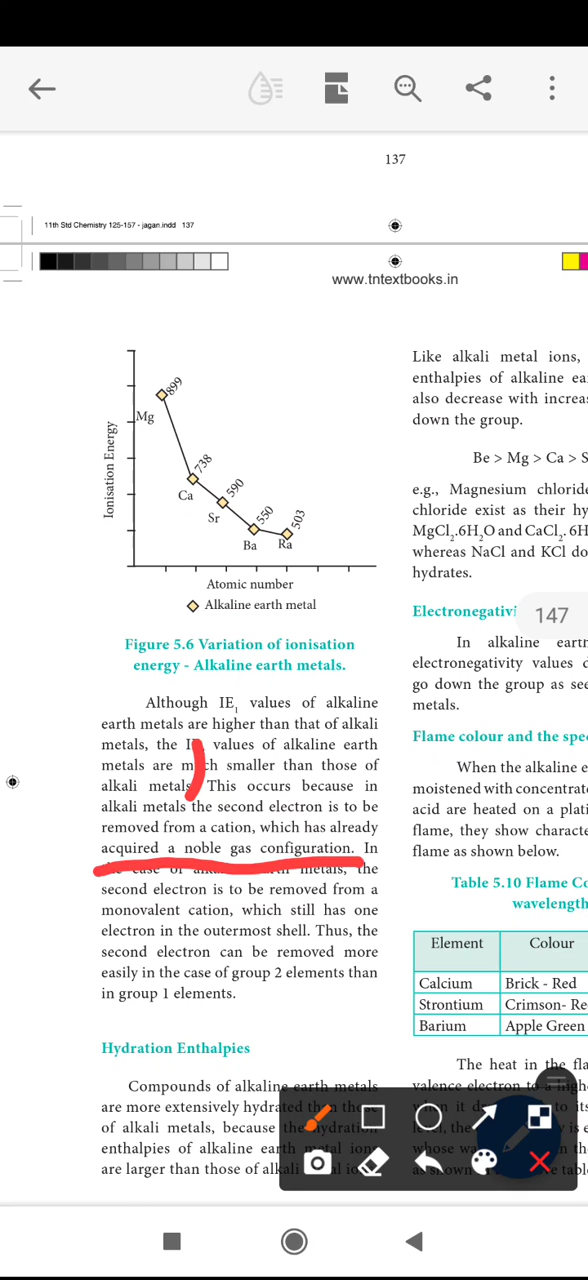 137
11th Std Chemistry 125-157 - jagan.indd 137
www.tntextbooks.in
Ionisation Energy
899
Mg
738
Ca
590
Sr
550
Ba
503
Ra
Atomic number
Alkaline earth metal
Figure 5.6 Variation of ionisation
energy - Alkaline earth metals.
Although IE1 values of alkaline
earth metals are higher than that of alkali
metals, the values of alkaline earth
metals are smaller than those of
alkali metals. This occurs because in
alkali metals the second electron is to be
removed from a cation, which has already
acquired a noble gas configuration. In
case of metals, the
second electron is to be removed from a
monovalent cation, which still has one
electron in the outermost shell. Thus, the
second electron can be removed more
easily in the case of group 2 elements than
in group 1 elements.
Hydration Enthalpies
Compounds of alkaline earth metals
are more extensively hydrated than those
of alkali metals, because the hydration
enthalpies of alkaline earth metal ions
are larger than those of alkali
Like alkali metal ions,
enthalpies of alkaline ea
also decrease with increas
down the group.
Be > Mg > Ca > S
e.g., Magnesium chloride
chloride exist as their hy
MgCl2.6H2O and CaCl2. 6H
whereas NaCl and KCl do
hydrates.
Electronegativi
147
In alkaline earth
electronegativity values d
go down the group as see
metals.
Flame colour and the spe
When the alkaline e
moistened with concentrate
acid are heated on a plati
flame, they show characte
flame as shown below.
Table 5.10 Flame Co
wavelength
Element Colour
Calcium Brick - Red
Strontium Crimson- Re
Barium Apple Green
The heat in the fla
valence electron to a high